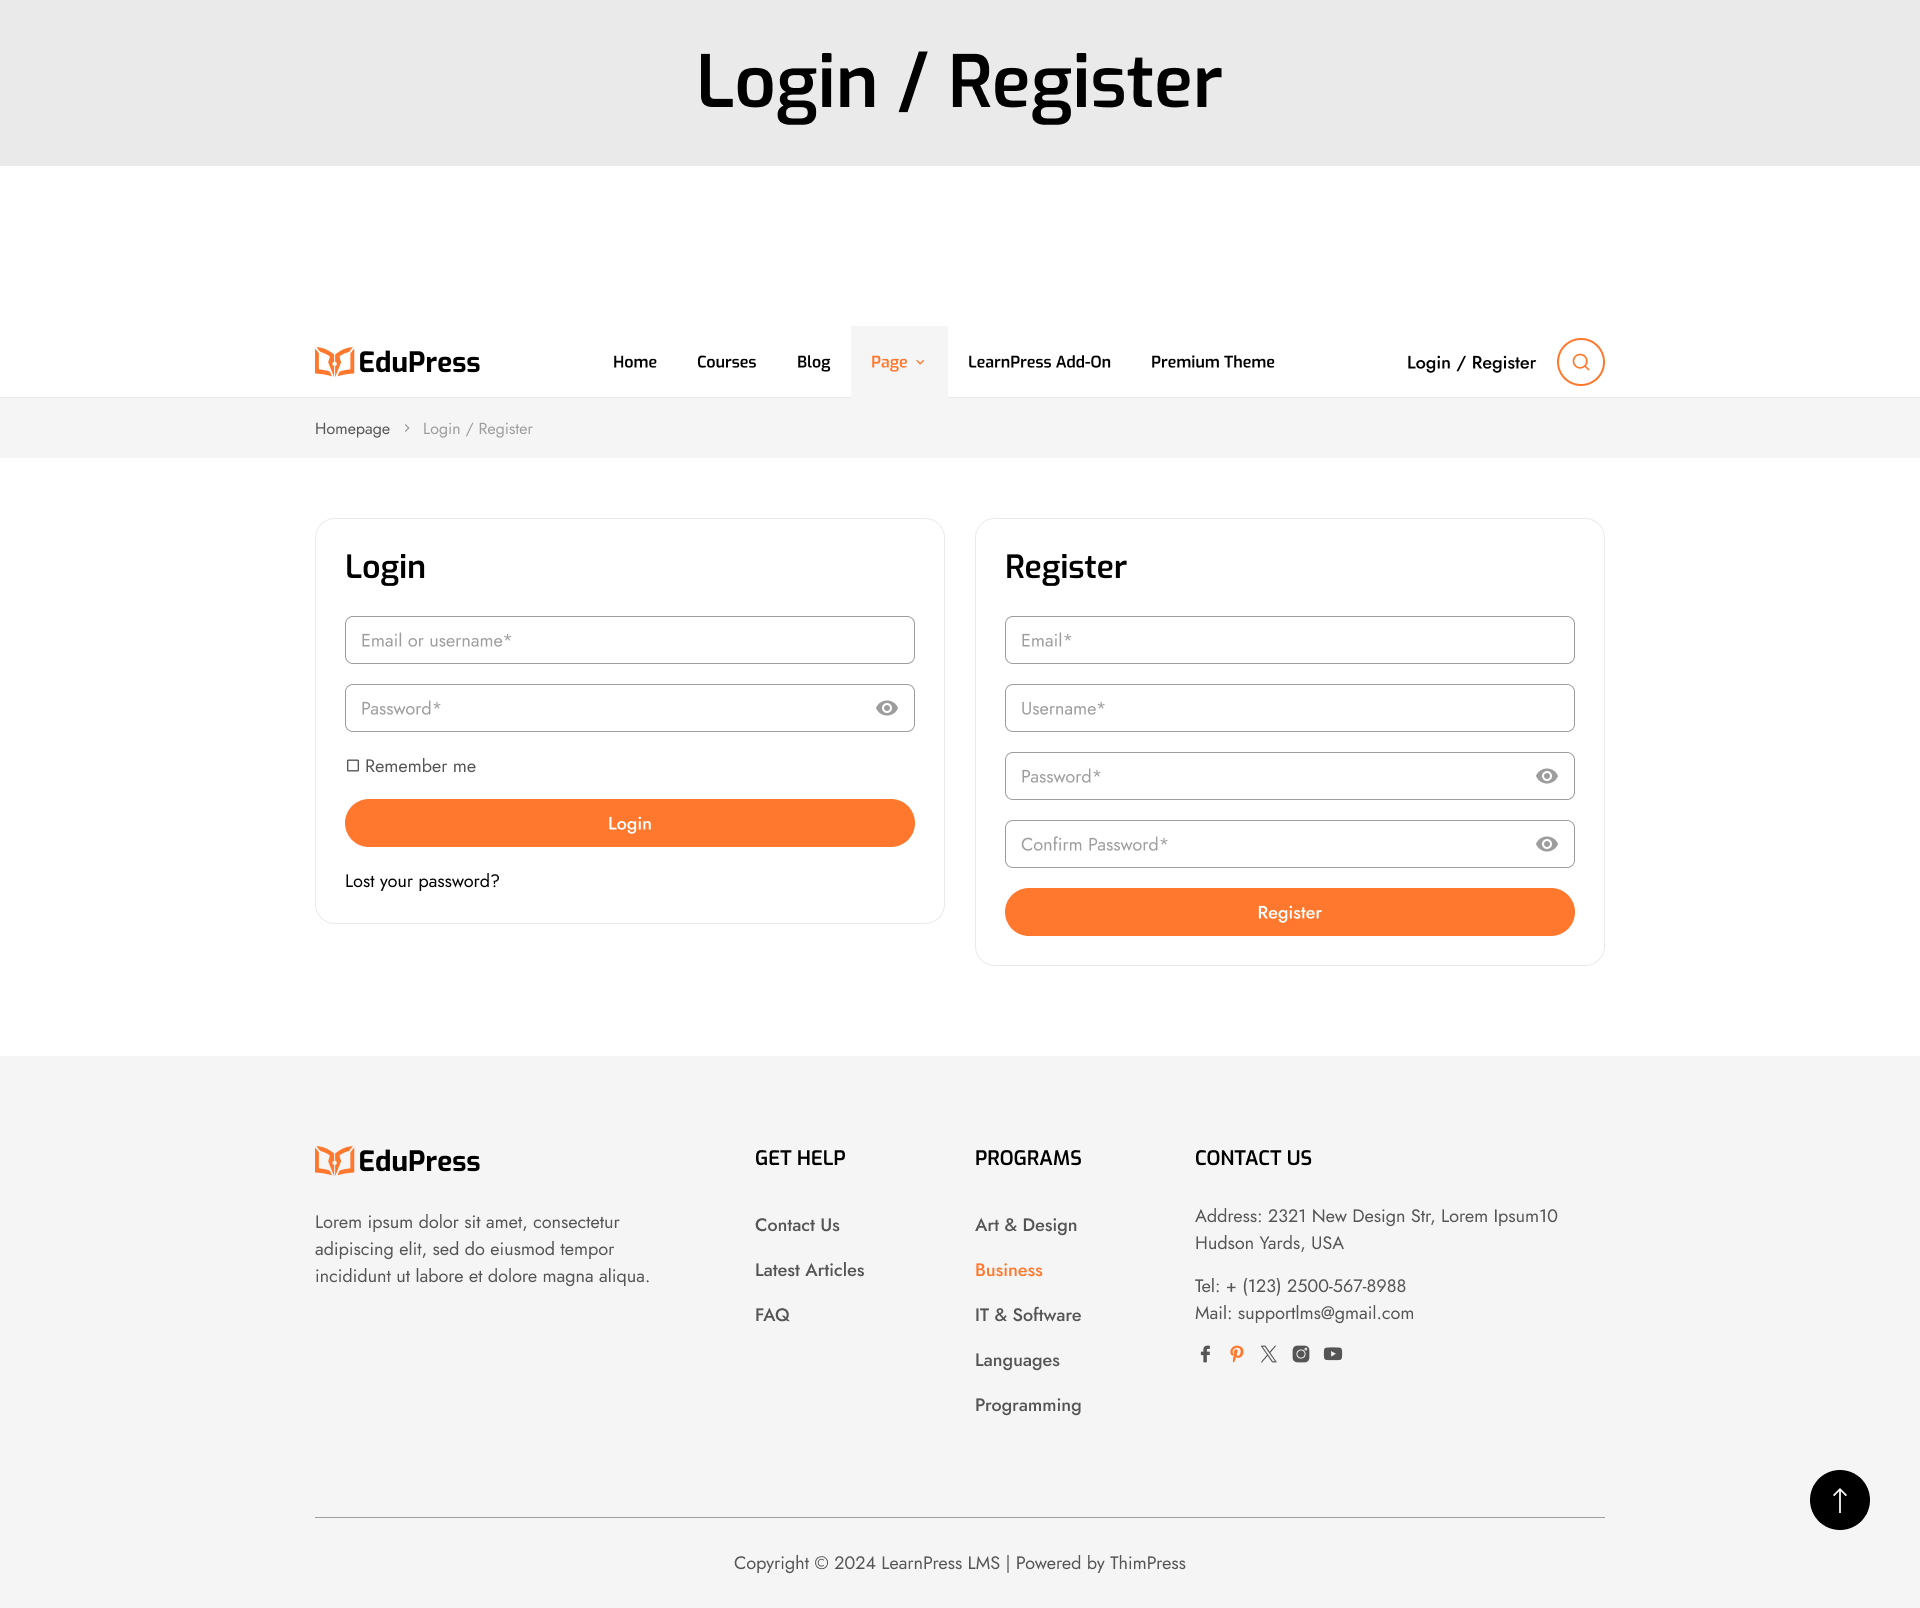 Login / Register
EduPress
Home
Courses
Blog
Page
LearnPress Add-On
Premium Theme
Login / Register
Homepage
Login / Register
Login
Email or username*
Password*
Remember me
Login
Lost your password?
Register
Email*
Username*
Password*
Confirm Password*
Register
EduPress
Lorem ipsum dolor sit amet, consectetur
adipiscing elit, sed do eiusmod tempor
incididunt ut labore et dolore magna aliqua.
GET HELP
Contact Us
Latest Articles
FAQ
PROGRAMS
Art & Design
Business
IT & Software
Languages
Programming
CONTACT US
Address: 2321 New Design Str, Lorem Ipsum10
Hudson Yards, USA
Tel: + (123) 2500-567-8988
Mail: supportlms@gmail.com
Copyright © 2024 LearnPress LMS | Powered by ThimPress